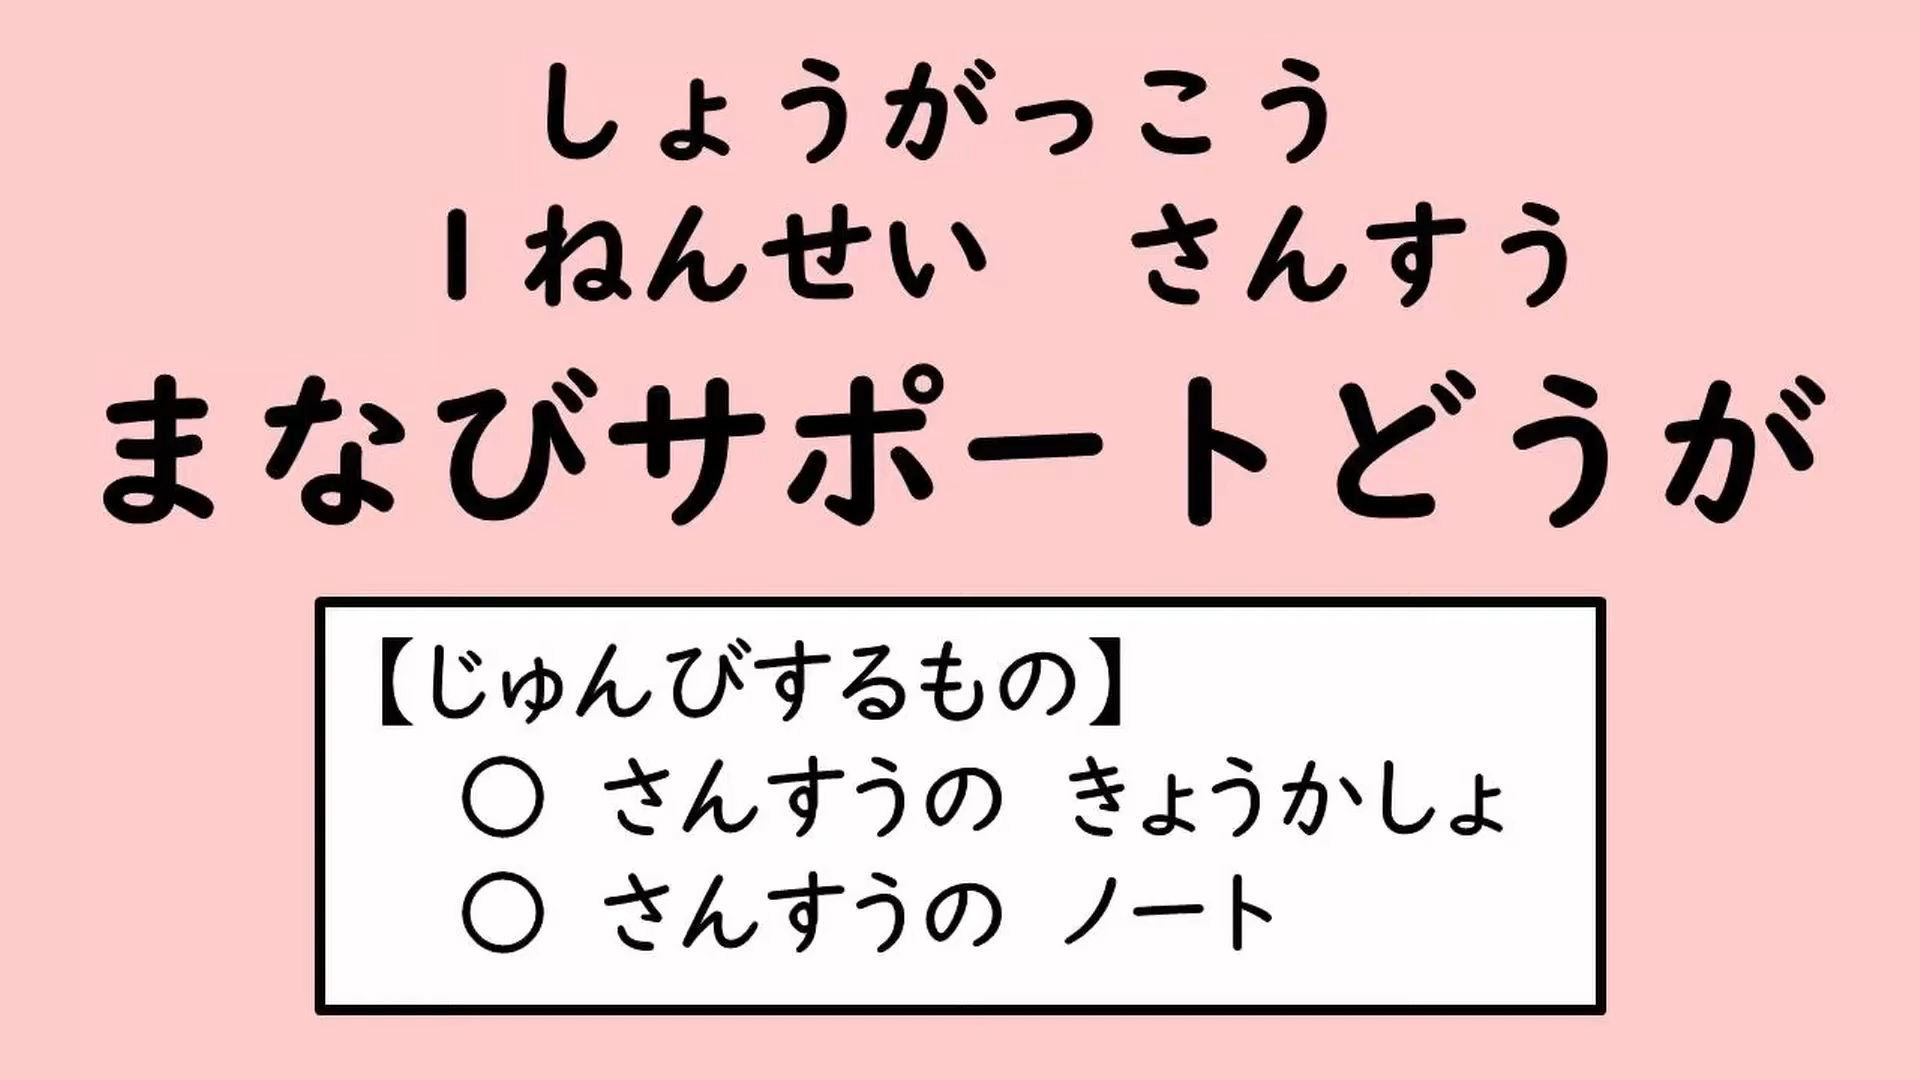 しょうがっこう
1ねんせい　さんすう
まなびサポートどうが
【じゅんびするもの】
○ さんすうの きょうかしょ
○ さんすうの ノート